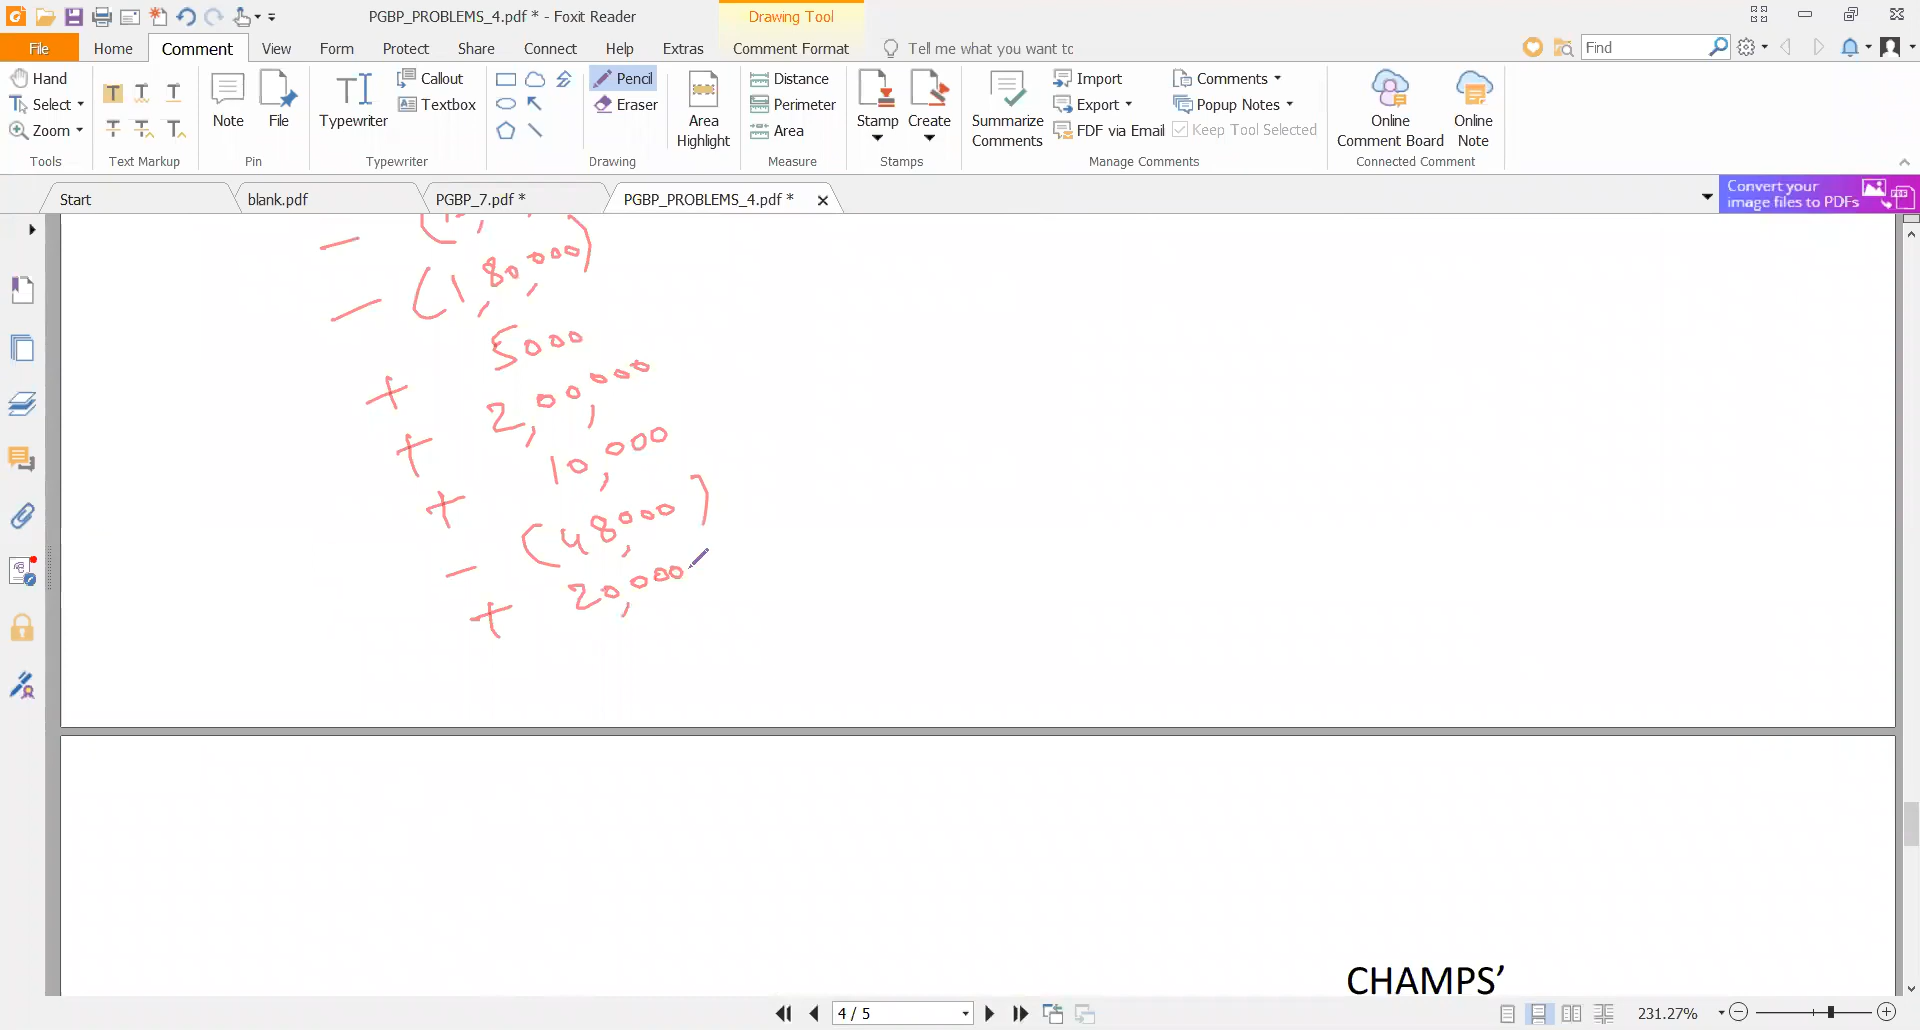 PGBP_PROBLEMS_4.pdf * - Foxit Reader
Drawing Tool
File Home Comment View Form Protect Share Connect Help Extras Comment Format Tell me what you want to
Find
Hand
Select
Zoom
Tools
Text Markup
Note
File
Pin
Typewriter
Callout
Textbox
Typewriter
Pencil
Eraser
Drawing
Area
Highlight
Distance
Perimeter
Area
Measure
Stamp
Create
Stamps
Summarize
Comments
Import
Export
FDF via Email
Comments
Popup Notes
Keep Tool Selected
Manage Comments
Online
Comment Board
Online
Note
Connected Comment
Start
blank.pdf
PGBP_7.pdf *
PGBP_PROBLEMS_4.pdf *
Convert your
image files to PDFs
- (1,80,000)
5000
+ 2,00,000
+ 10,000
+
- (48,000)
+ 20,000
CHAMPS’
4 / 5
231.27%